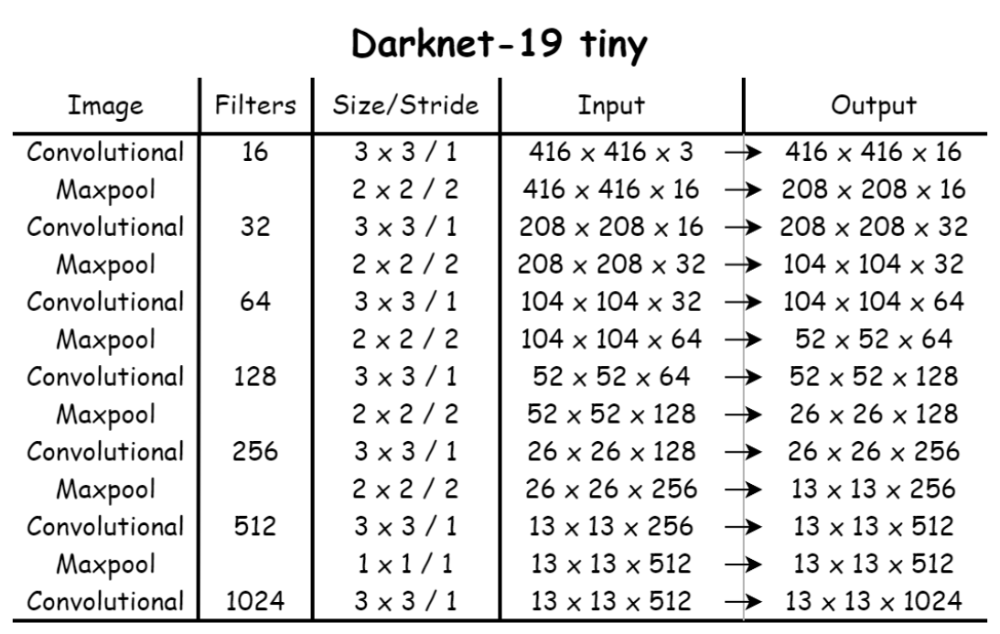 Darknet-19 tiny
Image Filters Size/Stride Input Output
Convolutional 16 3 x 3 / 1 416 x 416 x 3 → 416 x 416 x 16
Maxpool 2 x 2 / 2 416 x 416 x 16 → 208 x 208 x 16
Convolutional 32 3 x 3 / 1 208 x 208 x 16 → 208 x 208 x 32
Maxpool 2 x 2 / 2 208 x 208 x 32 → 104 x 104 x 32
Convolutional 64 3 x 3 / 1 104 x 104 x 32 → 104 x 104 x 64
Maxpool 2 x 2 / 2 104 x 104 x 64 → 52 x 52 x 64
Convolutional 128 3 x 3 / 1 52 x 52 x 64 → 52 x 52 x 128
Maxpool 2 x 2 / 2 52 x 52 x 128 → 26 x 26 x 128
Convolutional 256 3 x 3 / 1 26 x 26 x 128 → 26 x 26 x 256
Maxpool 2 x 2 / 2 26 x 26 x 256 → 13 x 13 x 256
Convolutional 512 3 x 3 / 1 13 x 13 x 256 → 13 x 13 x 512
Maxpool 1 x 1 / 1 13 x 13 x 512 → 13 x 13 x 512
Convolutional 1024 3 x 3 / 1 13 x 13 x 512 → 13 x 13 x 1024